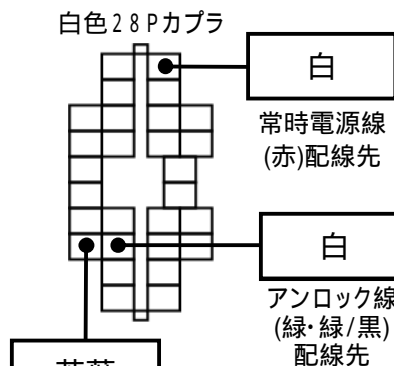 白色28Pカプラ
白
常時電源線
(赤)配線先
白
アンロック線
(緑・緑/黒)
配線先